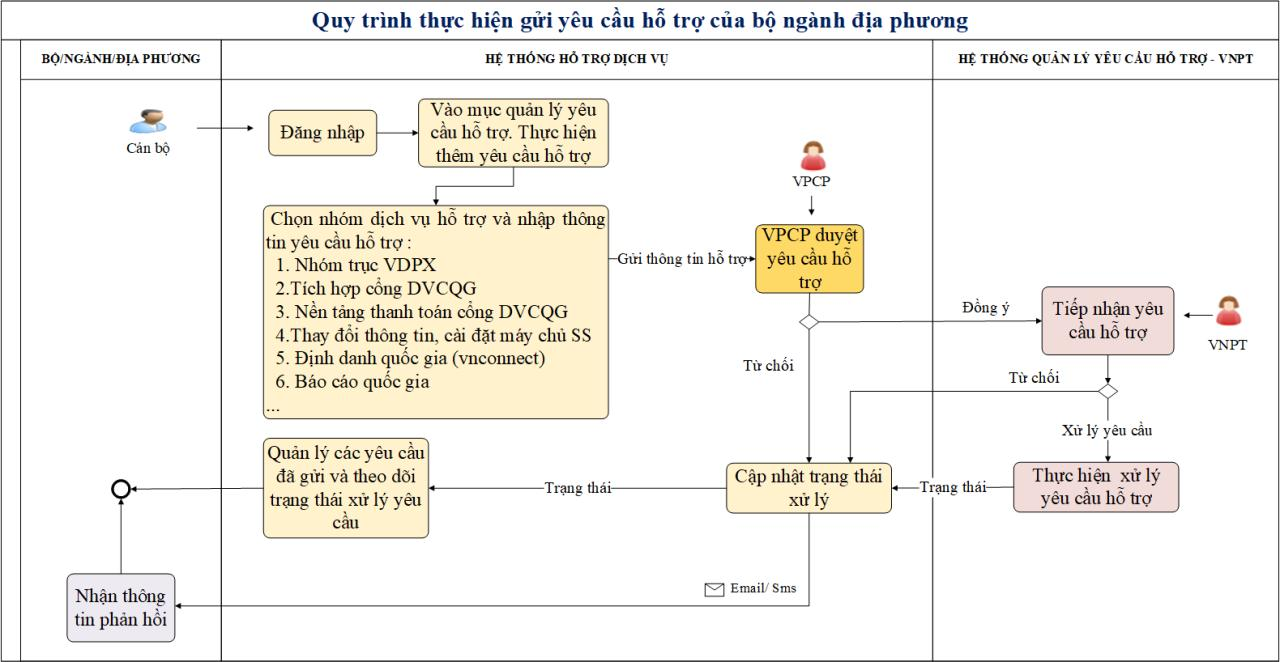 Quy trình thực hiện gửi yêu cầu hỗ trợ của bộ ngành địa phương
BỘ/NGÀNH/ĐỊA PHƯƠNG
HỆ THỐNG HỖ TRỢ DỊCH VỤ
HỆ THỐNG QUẢN LÝ YÊU CẦU HỖ TRỢ - VNPT
Cán bộ
Đăng nhập
Vào mục quản lý yêu
cầu hỗ trợ. Thực hiện
thêm yêu cầu hỗ trợ
VPCP
Chọn nhóm dịch vụ hỗ trợ và nhập thông
tin yêu cầu hỗ trợ :
1. Nhóm trục VDPX
2.Tích hợp cổng DVCQG
3. Nền tảng thanh toán cổng DVCQG
4.Thay đổi thông tin, cài đặt máy chủ SS
5. Định danh quốc gia (vnconnect)
6. Báo cáo quốc gia
...
Gửi thông tin hỗ trợ
VPCP duyệt
yêu cầu hỗ
trợ
Đồng ý
Từ chối
Tiếp nhận yêu
cầu hỗ trợ
VNPT
Từ chối
Xử lý yêu cầu
Thực hiện xử lý
yêu cầu hỗ trợ
Trạng thái
Cập nhật trạng thái
xử lý
Trạng thái
Quản lý các yêu cầu
đã gửi và theo dõi
trạng thái xử lý yêu
cầu
Email/ Sms
Nhận thông
tin phản hồi